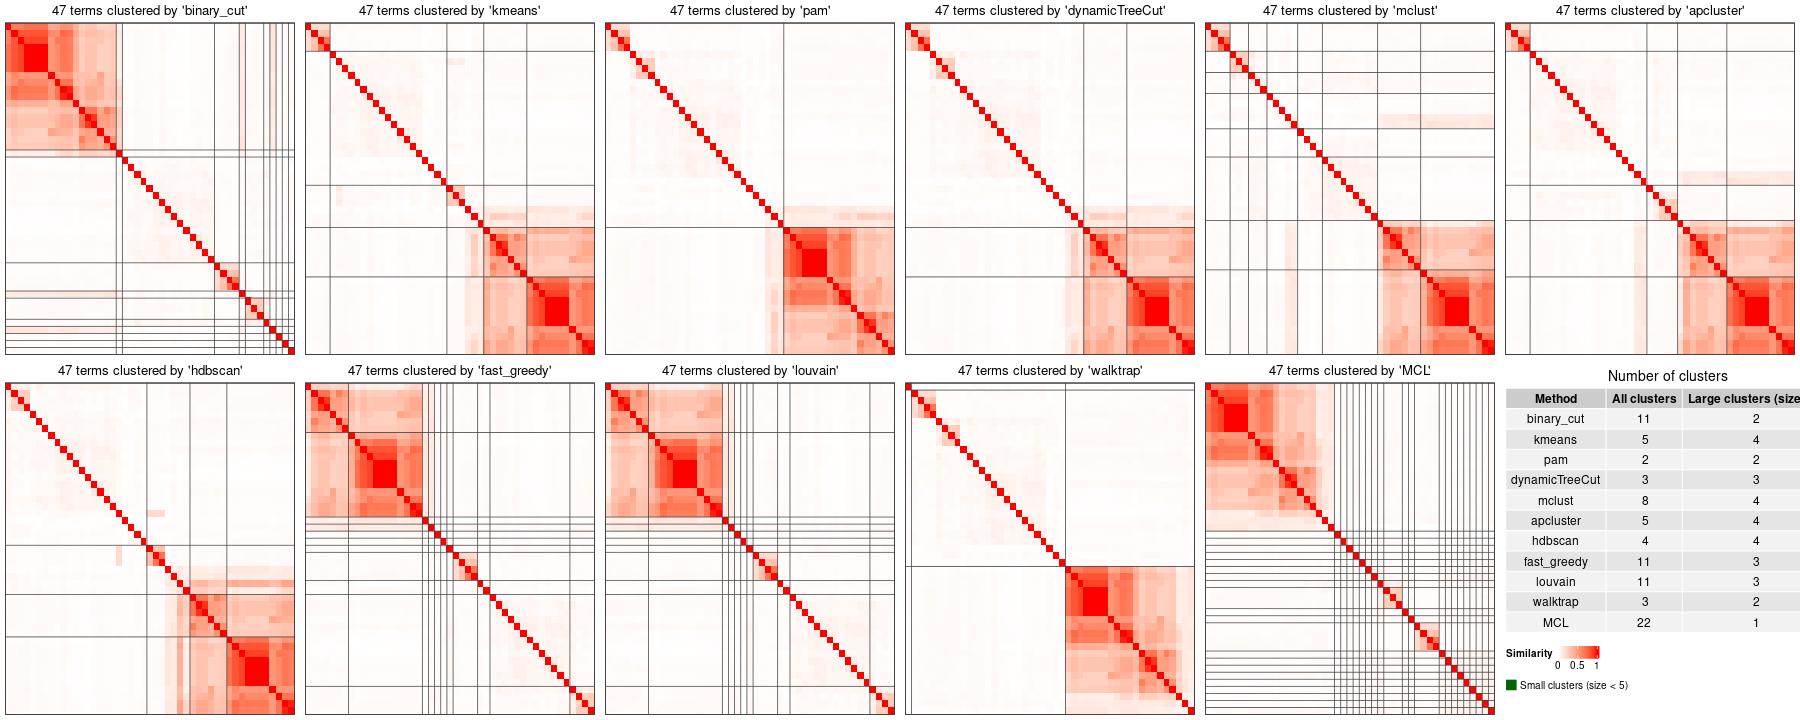 47 terms clustered by 'binary_cut'
47 terms clustered by 'kmeans'
47 terms clustered by 'pam'
47 terms clustered by 'dynamicTreeCut'
47 terms clustered by 'mclust'
47 terms clustered by 'apcluster'
47 terms clustered by 'hdbscan'
47 terms clustered by 'fast_greedy'
47 terms clustered by 'louvain'
47 terms clustered by 'walktrap'
47 terms clustered by 'MCL'
Number of clusters
Method All clusters Large clusters (size
binary_cut 11 2
kmeans 5 4
pam 2 2
dynamicTreeCut 3 3
mclust 8 4
apcluster 5 4
hdbscan 4 4
fast_greedy 11 3
louvain 11 3
walktrap 3 2
MCL 22 1
Similarity
0 0.5 1
Small clusters (size < 5)